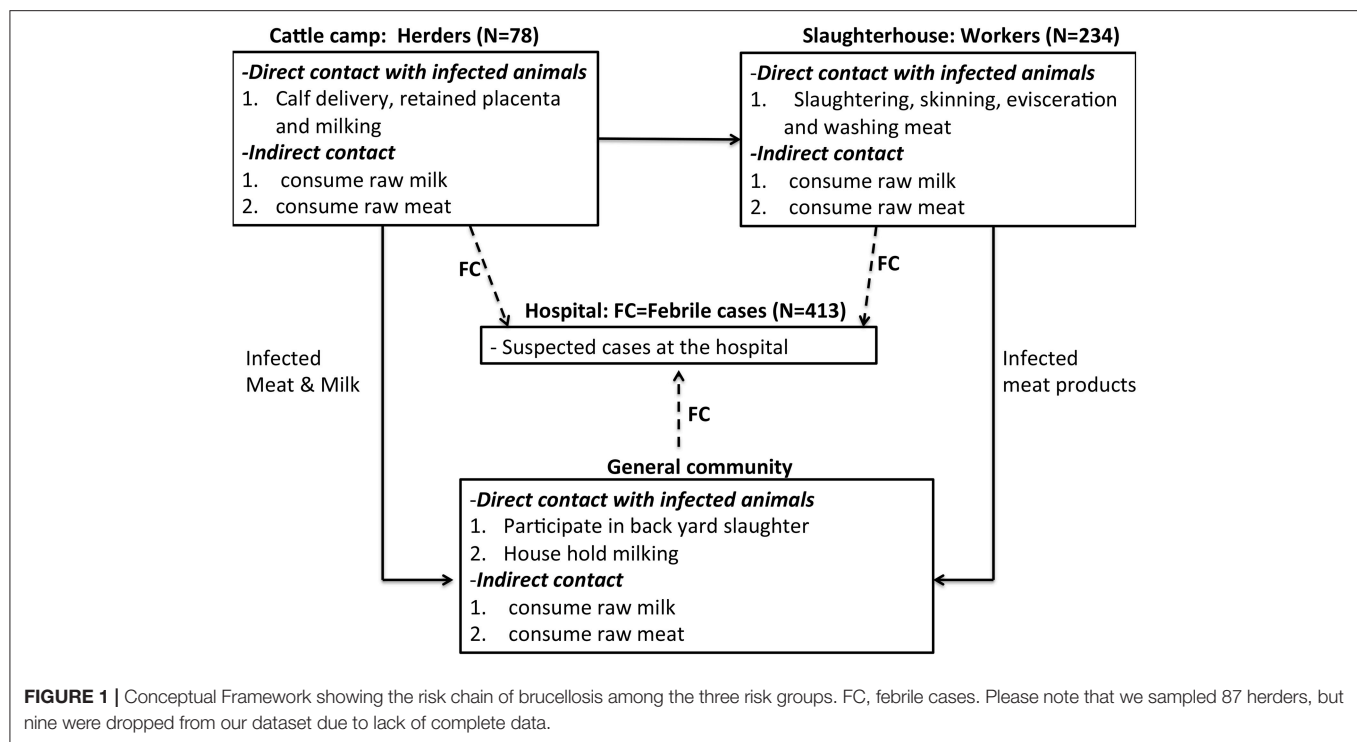 Cattle camp: Herders (N=78)
-Direct contact with infected animals
1. Calf delivery, retained placenta
and milking
-Indirect contact
1. consume raw milk
2. consume raw meat
Slaughterhouse: Workers (N=234)
-Direct contact with infected animals
1. Slaughtering, skinning, evisceration
and washing meat
-Indirect contact
1. consume raw milk
2. consume raw meat
FC
FC
Hospital: FC=Febrile cases (N=413)
- Suspected cases at the hospital
Infected
Meat & Milk
Infected
meat products
FC
General community
-Direct contact with infected animals
1. Participate in back yard slaughter
2. House hold milking
-Indirect contact
1. consume raw milk
2. consume raw meat
FIGURE 1 | Conceptual Framework showing the risk chain of brucellosis among the three risk groups. FC, febrile cases. Please note that we sampled 87 herders, but
nine were dropped from our dataset due to lack of complete data.